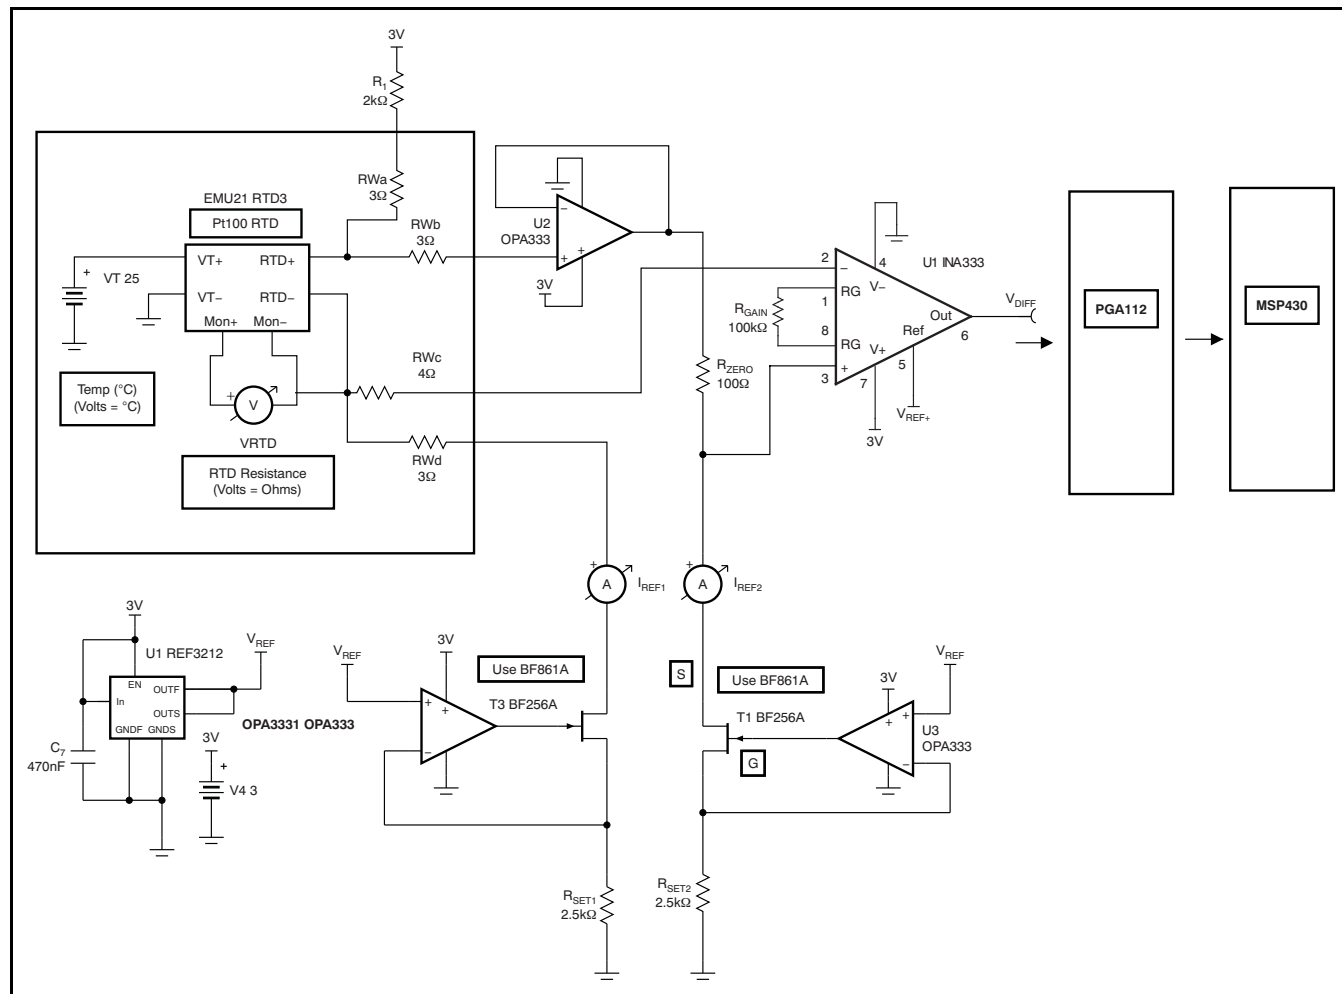 3V
R1
2kΩ
RWa
3Ω
EMU21 RTD3
Pt100 RTD
RWb
3Ω
U2
OPA333
+
VT 25
VT+
RTD+
VT−
RTD−
Mon+
Mon−
−
+
+
3V
2
−
4
U1 INA333
RG
V−
1
RGAIN
100kΩ
8
RG
V+
Ref
Out
6
+
3
7
5
VDIFF
PGA112
MSP430
RZERO
100Ω
3V
VREF+
RWc
4Ω
Temp (°C)
(Volts = °C)
+
V
VRTD
RTD Resistance
(Volts = Ohms)
RWd
3Ω
+
A
IREF1
+
A
IREF2
3V
U1 REF3212
VREF
EN
In
OUTF
OUTS
GNDF
GNDS
C7
470nF
OPA3331 OPA333
3V
+
V4 3
VREF
3V
Use BF861A
T3 BF256A
+
+
−
S
Use BF861A
T1 BF256A
G
3V
VREF
+
+
−
U3
OPA333
RSET1
2.5kΩ
RSET2
2.5kΩ